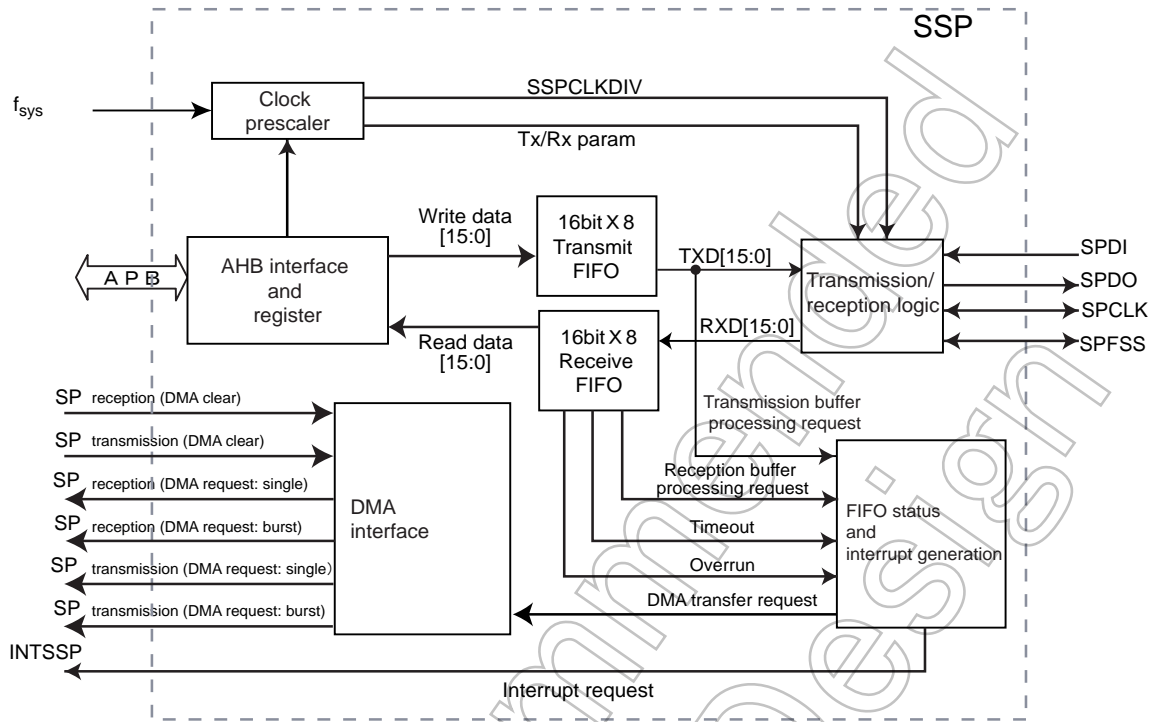 SSP
f_sys
Clock
prescaler
SSPCLKDIV
Tx/Rx param
Write data
[15:0]
16bit X 8
Transmit
FIFO
TXD[15:0]
Transmission/
reception logic
SPDI
SPDO
SPCLK
SPFSS
APB
AHB interface
and
register
Read data
[15:0]
16bit X 8
Receive
FIFO
RXD[15:0]
SP reception (DMA clear)
SP transmission (DMA clear)
SP reception (DMA request: single)
SP reception (DMA request: burst)
SP transmission (DMA request: single)
SP transmission (DMA request: burst)
INTSSP
DMA
interface
Transmission buffer
processing request
Reception buffer
processing request
Timeout
Overrun
DMA transfer request
FIFO status
and
interrupt generation
Interrupt request
mmended
Design